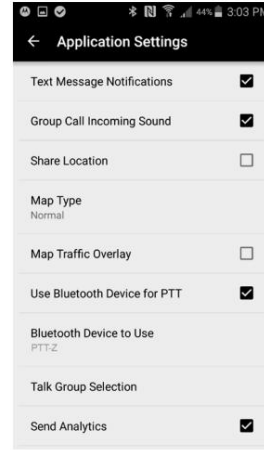 44% 3:03 PM
Application Settings
Text Message Notifications
Group Call Incoming Sound
Share Location
Map Type
Normal
Map Traffic Overlay
Use Bluetooth Device for PTT
Bluetooth Device to Use
PTT-Z
Talk Group Selection
Send Analytics